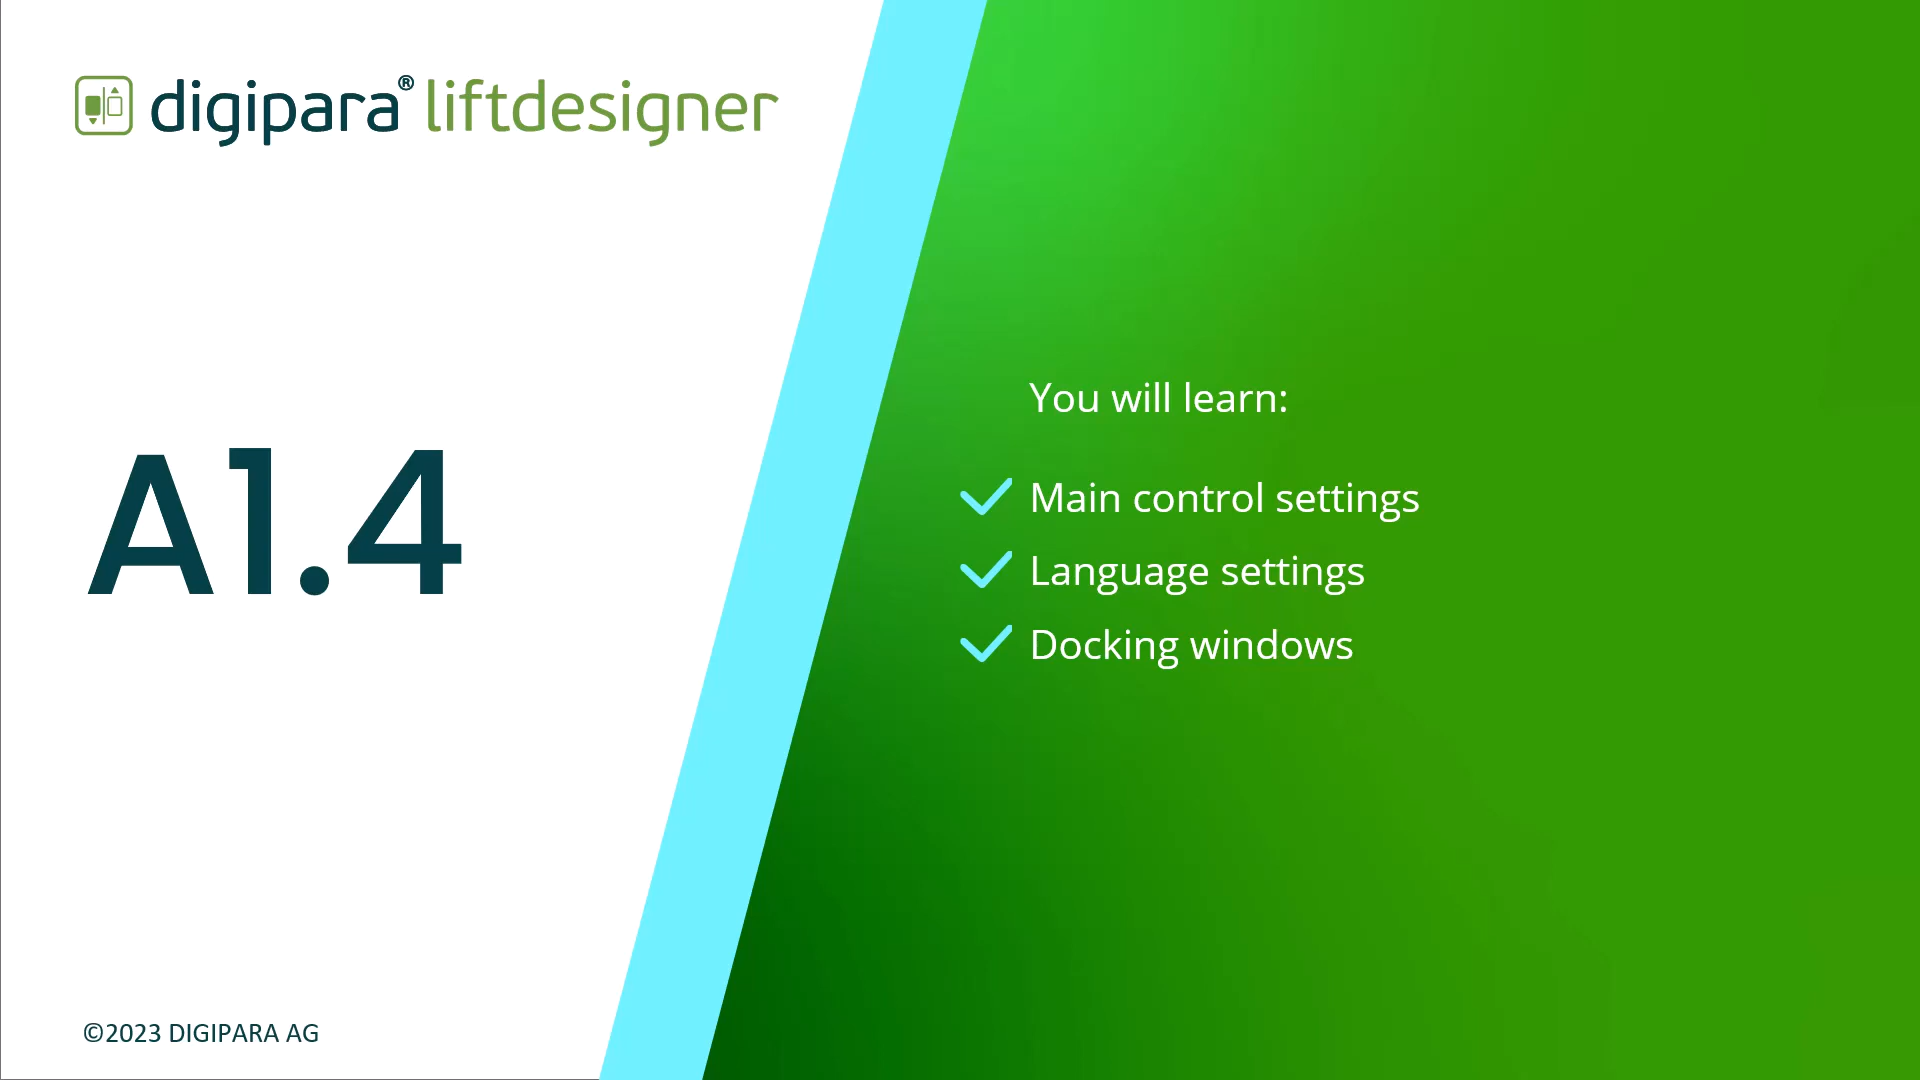 digipara® liftdesigner
A1.4
You will learn:
Main control settings
Language settings
Docking windows
©2023 DIGIPARA AG